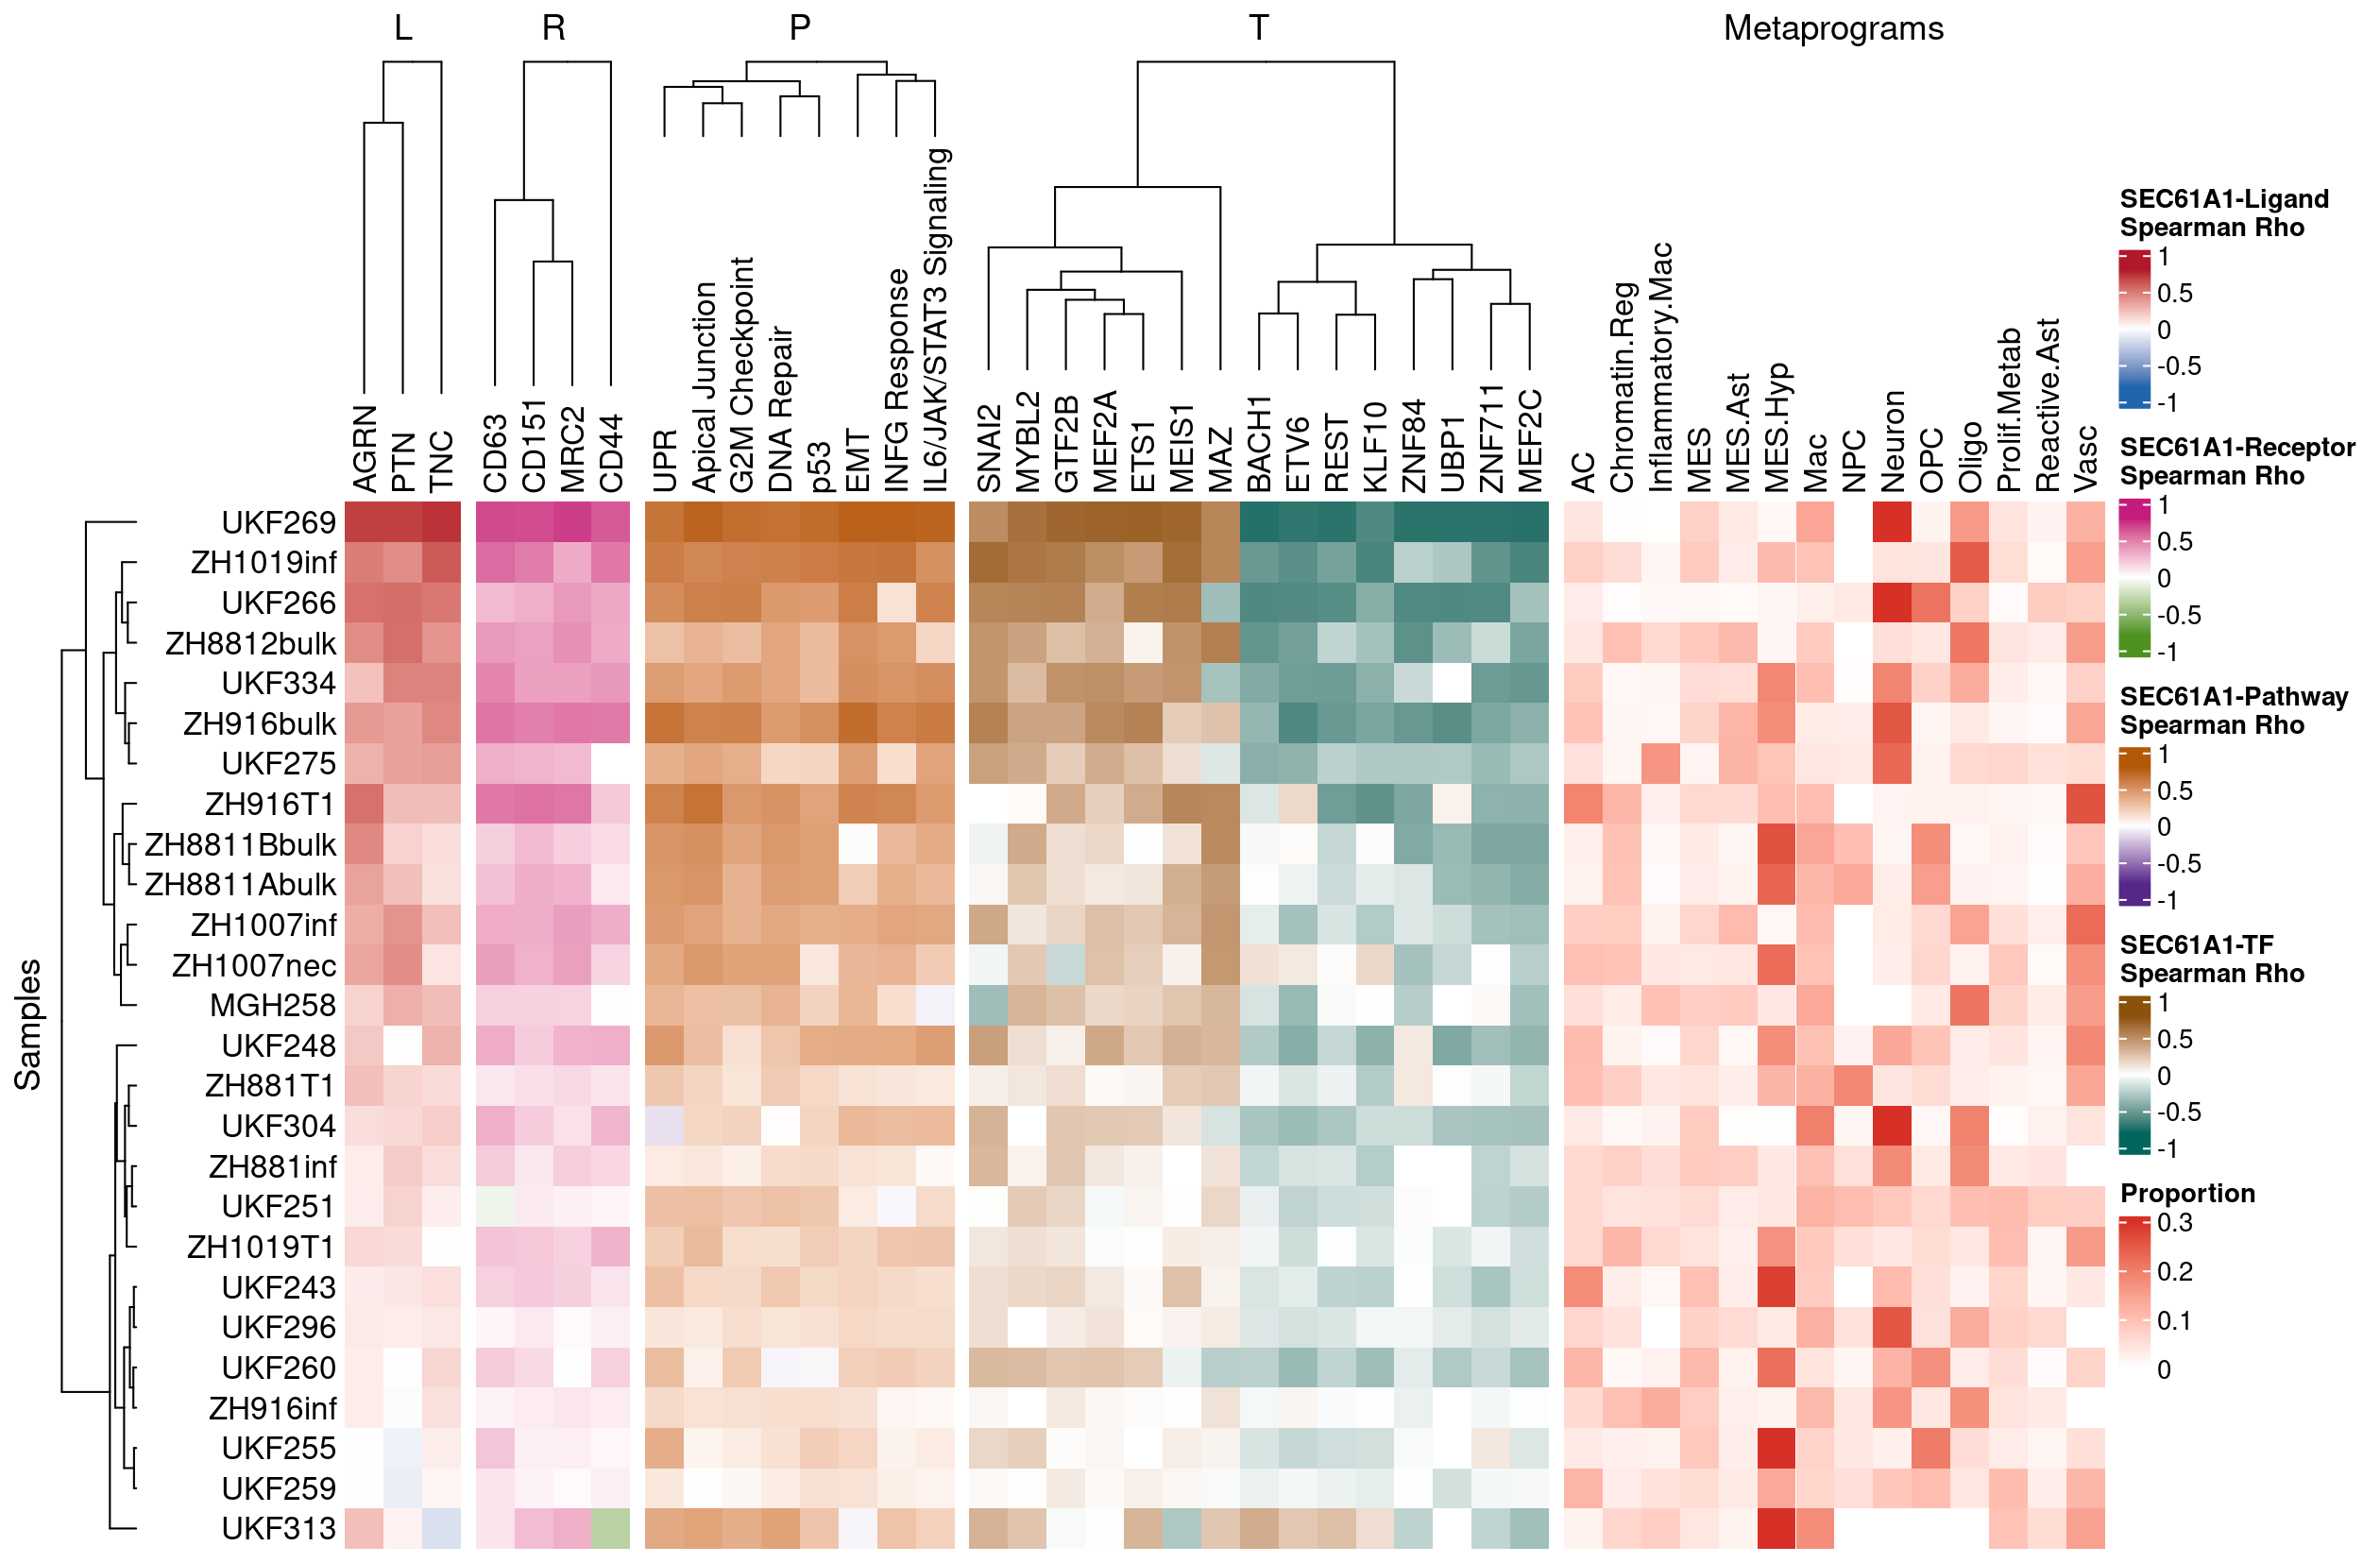 L R P T Metaprograms
AGRN PTN TNC CD63 CD151 MRC2 CD44 UPR Apical Junction G2M Checkpoint DNA Repair p53 EMT INFG Response IL6/JAK/STAT3 Signaling SNAI2 MYBL2 GTF2B MEF2A ETS1 MEIS1 MAZ BACH1 ETV6 REST KLF10 ZNF84 UBP1 ZNF711 MEF2C AC Chromatin.Reg Inflammatory.Mac MES MES.Ast MES.Hyp Mac NPC Neuron OPC Oligo Prolif.Metab Reactive.Ast Vasc
Samples
UKF269
ZH1019inf
UKF266
ZH8812bulk
UKF334
ZH916bulk
UKF275
ZH916T1
ZH8811Bbulk
ZH8811Abulk
ZH1007inf
ZH1007nec
MGH258
UKF248
ZH881T1
UKF304
ZH881inf
UKF251
ZH1019T1
UKF243
UKF296
UKF260
ZH916inf
UKF255
UKF259
UKF313
SEC61A1-Ligand
Spearman Rho
1
0.5
0
-0.5
-1
SEC61A1-Receptor
Spearman Rho
1
0.5
0
-0.5
-1
SEC61A1-Pathway
Spearman Rho
1
0.5
0
-0.5
-1
SEC61A1-TF
Spearman Rho
1
0.5
0
-0.5
-1
Proportion
0.3
0.2
0.1
0